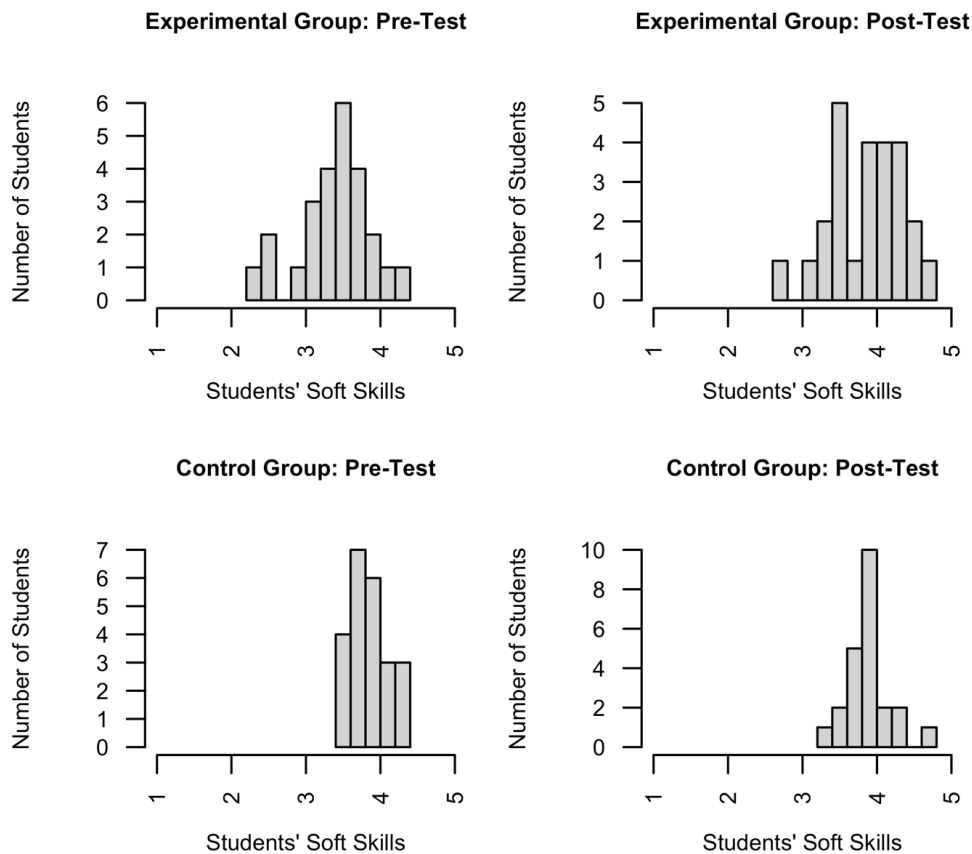 Experimental Group: Pre-Test
Number of Students
6
5
4
3
2
1
0
1 2 3 4 5
Students' Soft Skills
Experimental Group: Post-Test
Number of Students
5
4
3
2
1
0
1 2 3 4 5
Students' Soft Skills
Control Group: Pre-Test
Number of Students
7
6
5
4
3
2
1
0
1 2 3 4 5
Students' Soft Skills
Control Group: Post-Test
Number of Students
10
8
6
4
2
0
1 2 3 4 5
Students' Soft Skills